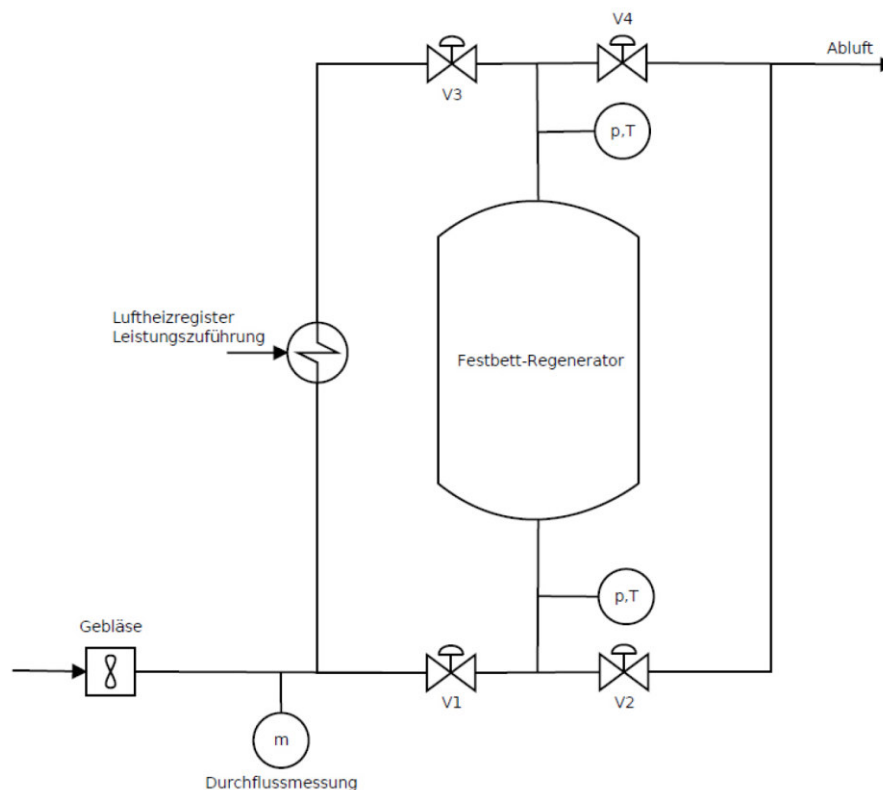 V4
Abluft
V3
p,T
Luftheizregister
Leistungszuführung
Festbett-Regenerator
p,T
Gebläse
V1
V2
m
Durchflussmessung